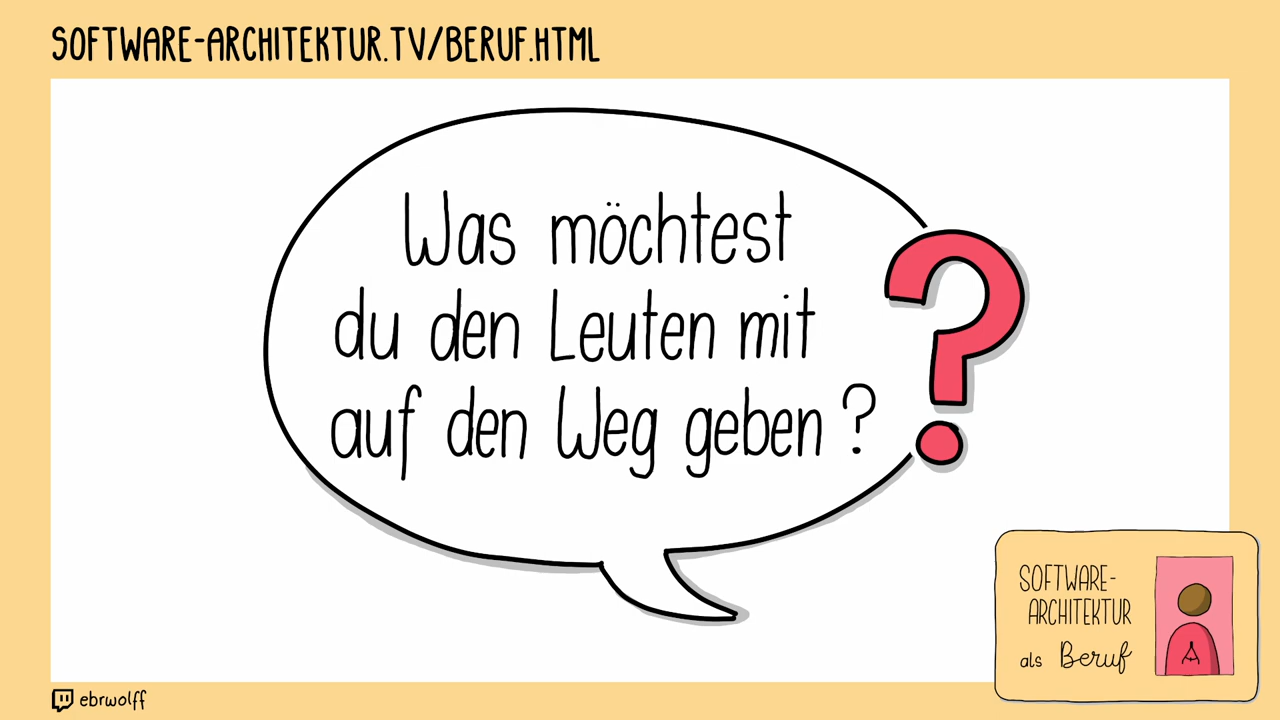 SOFTWARE-ARCHITEKTUR.TV/BERUF.HTML
Was möchtest
du den Leuten mit
auf den Weg geben ?
?
SOFTWARE-
ARCHITEKTUR
als Beruf
ebrwolff